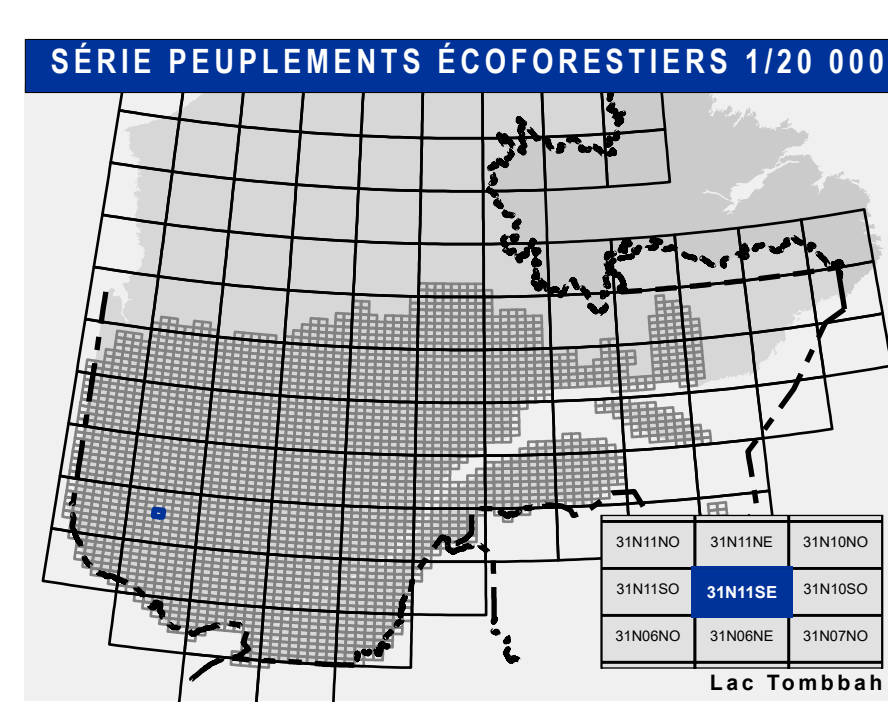 SÉRIE PEUPLEMENTS ÉCOFORESTIERS 1/20 000
31N11NO 31N11NE 31N10NO
31N11SO 31N11SE 31N10SO
31N06NO 31N06NE 31N07NO
Lac Tombbah